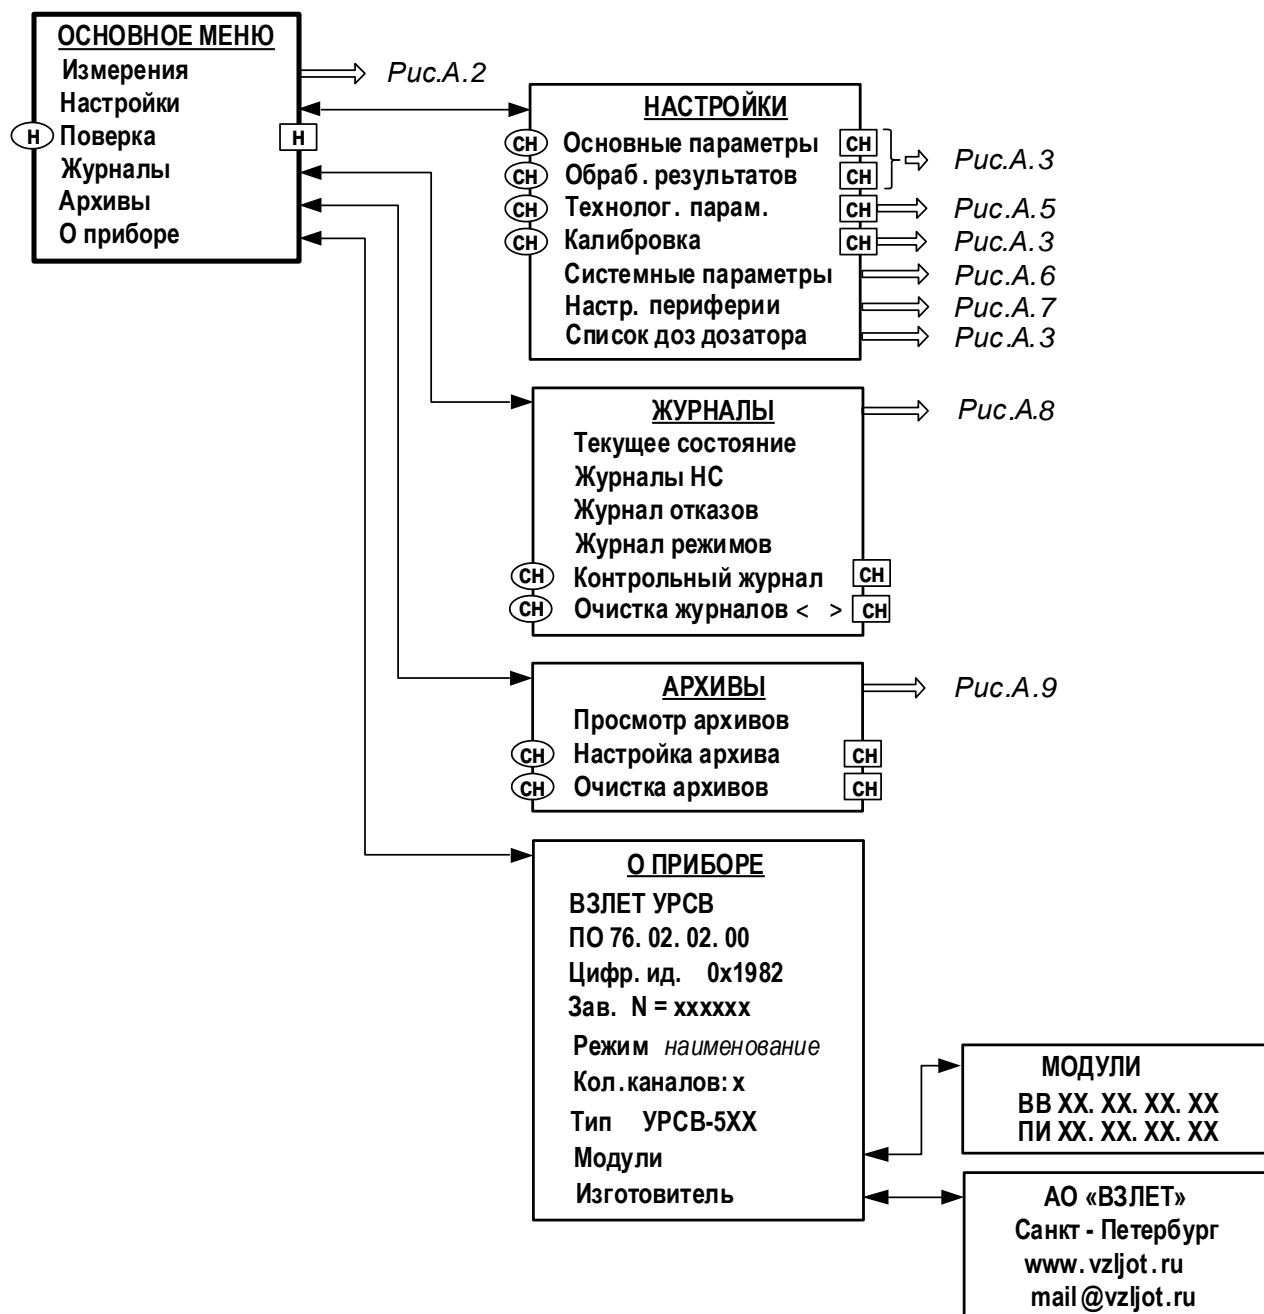 ОСНОВНОЕ МЕНЮ
Измерения
Рис.А.2
Настройки
Н Поверка Н
Журналы
Архивы
О приборе
НАСТРОЙКИ
СН Основные параметры СН
СН Обраб. результатов СН
Рис.А.3
СН Технолог. парам. СН Рис.А.5
СН Калибровка СН Рис.А.3
Системные параметры Рис.А.6
Настр. периферии Рис.А.7
Список доз дозатора Рис.А.3
ЖУРНАЛЫ Рис.А.8
Текущее состояние
Журналы НС
Журнал отказов
Журнал режимов
СН Контрольный журнал СН
СН Очистка журналов < > СН
АРХИВЫ Рис.А.9
Просмотр архивов
СН Настройка архива СН
СН Очистка архивов СН
О ПРИБОРЕ
ВЗЛЕТ УРСВ
ПО 76. 02. 02. 00
Цифр. ид. 0x1982
Зав. N = xxxxxx
Режим наименование
Кол.каналов: x
Тип УРСВ-5ХХ
Модули
Изготовитель
МОДУЛИ
ВВ ХХ. ХХ. ХХ. ХХ
ПИ ХХ. ХХ. ХХ. ХХ
АО «ВЗЛЕТ»
Санкт - Петербург
www.vzljot.ru
mail@vzljot.ru